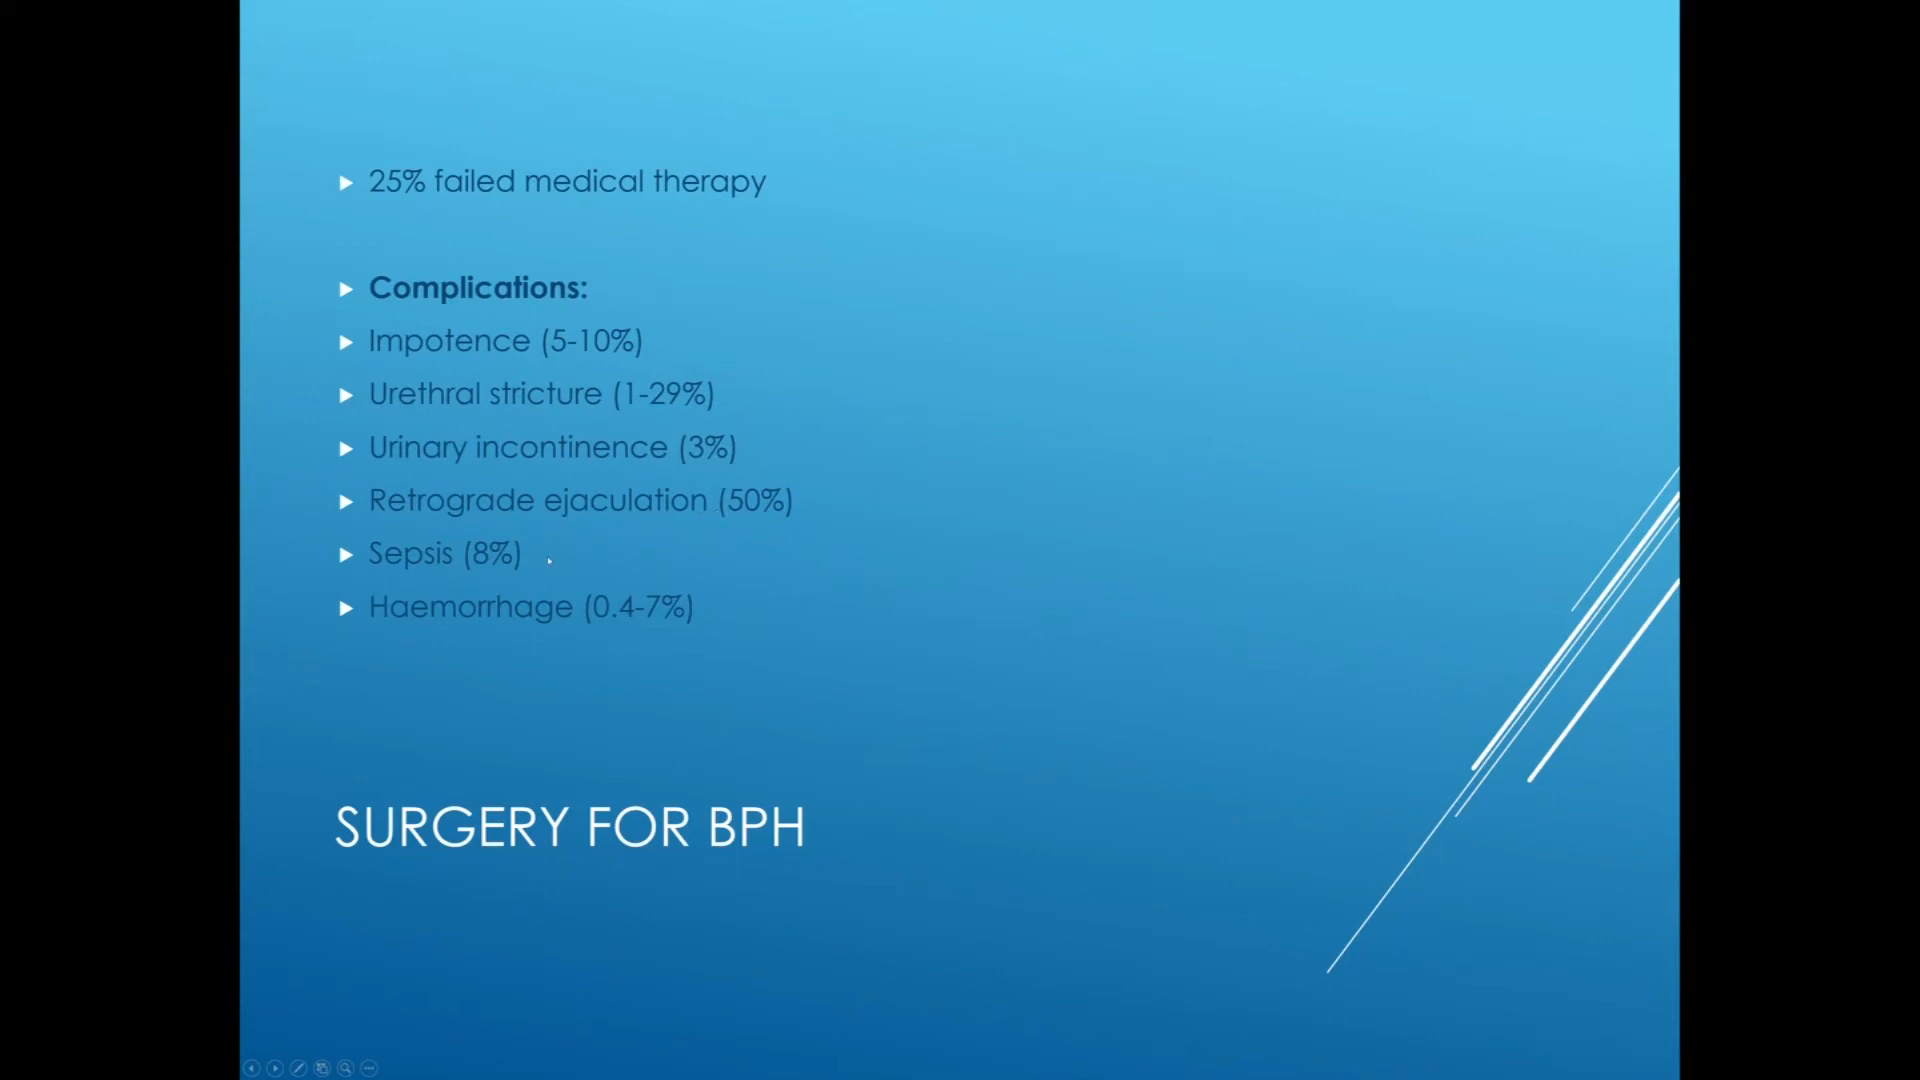 25% failed medical therapy
Complications:
Impotence (5-10%)
Urethral stricture (1-29%)
Urinary incontinence (3%)
Retrograde ejaculation (50%)
Sepsis (8%)
Haemorrhage (0.4-7%)
SURGERY FOR BPH